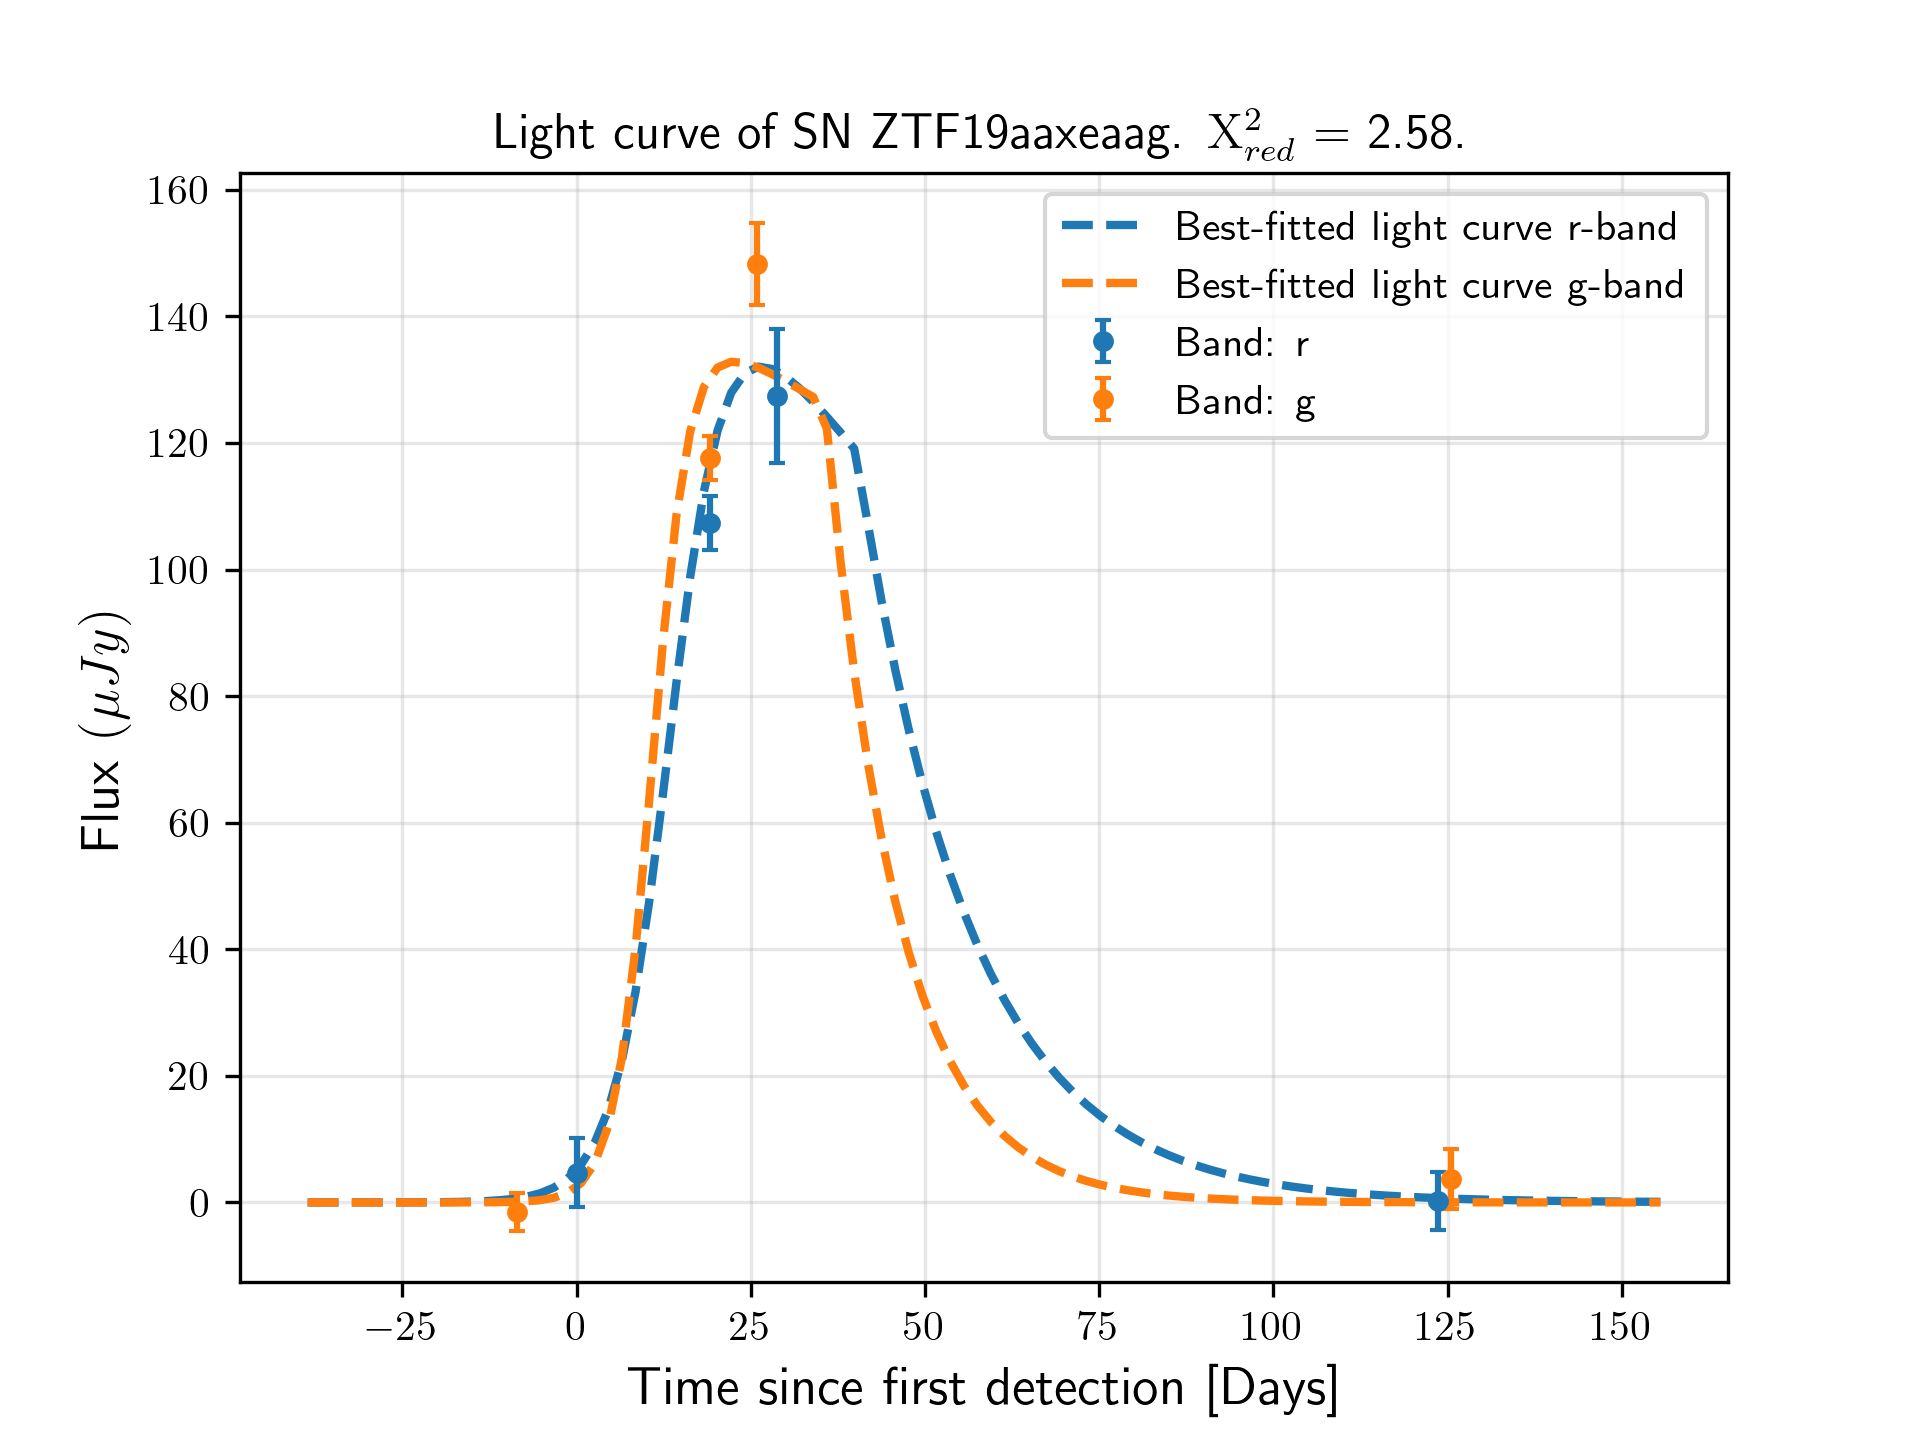 Light curve of SN ZTF19aaxeaag. X²_red = 2.58.
160
140
120
100
80
60
40
20
0
Flux (μJy)
Best-fitted light curve r-band
Best-fitted light curve g-band
Band: r
Band: g
−25 0 25 50 75 100 125 150
Time since first detection [Days]